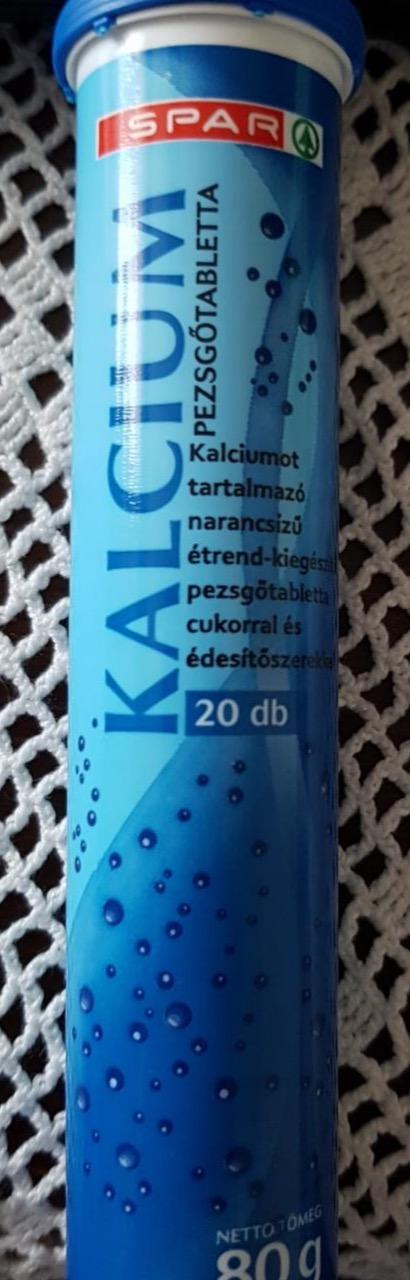 SPAR
KALCIUM
PEZSGŐTABLETTA
Kalciumot
tartalmazó
narancsízű
étrend-kiegészítő
pezsgőtabletta
cukorral és
édesítőszerekkel
20 db
NETTÓ TÖMEG
80 g